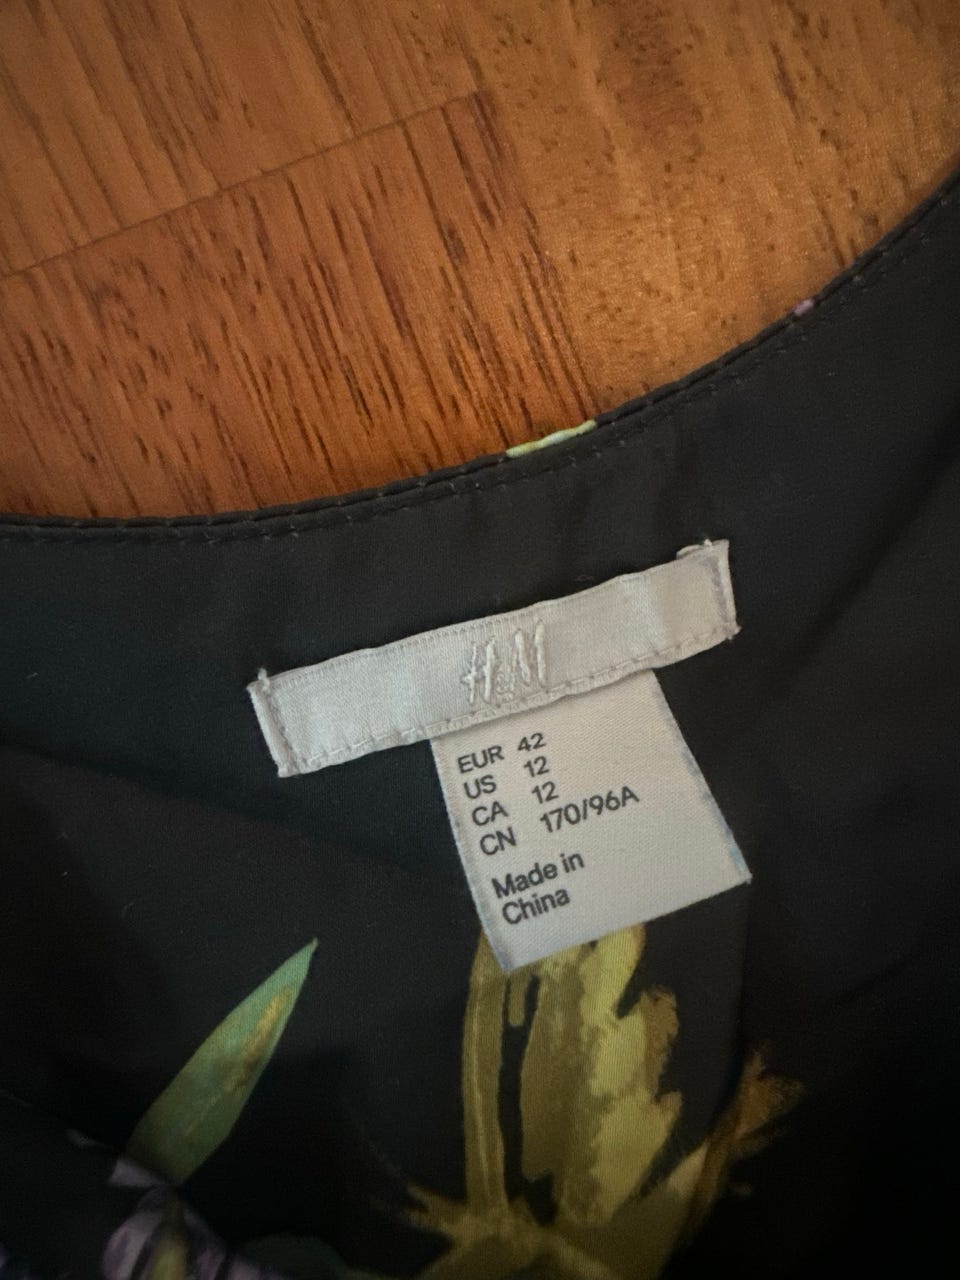 H&M
EUR 42
US 12
CA 12
CN 170/96A
Made in
China